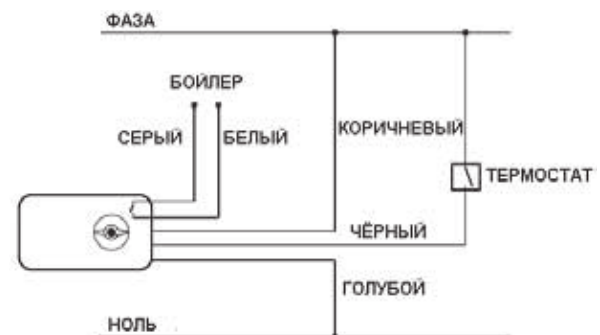 ФАЗА
БОЙЛЕР
СЕРЫЙ
БЕЛЫЙ
КОРИЧНЕВЫЙ
ТЕРМОСТАТ
ЧЁРНЫЙ
ГОЛУБОЙ
НОЛЬ